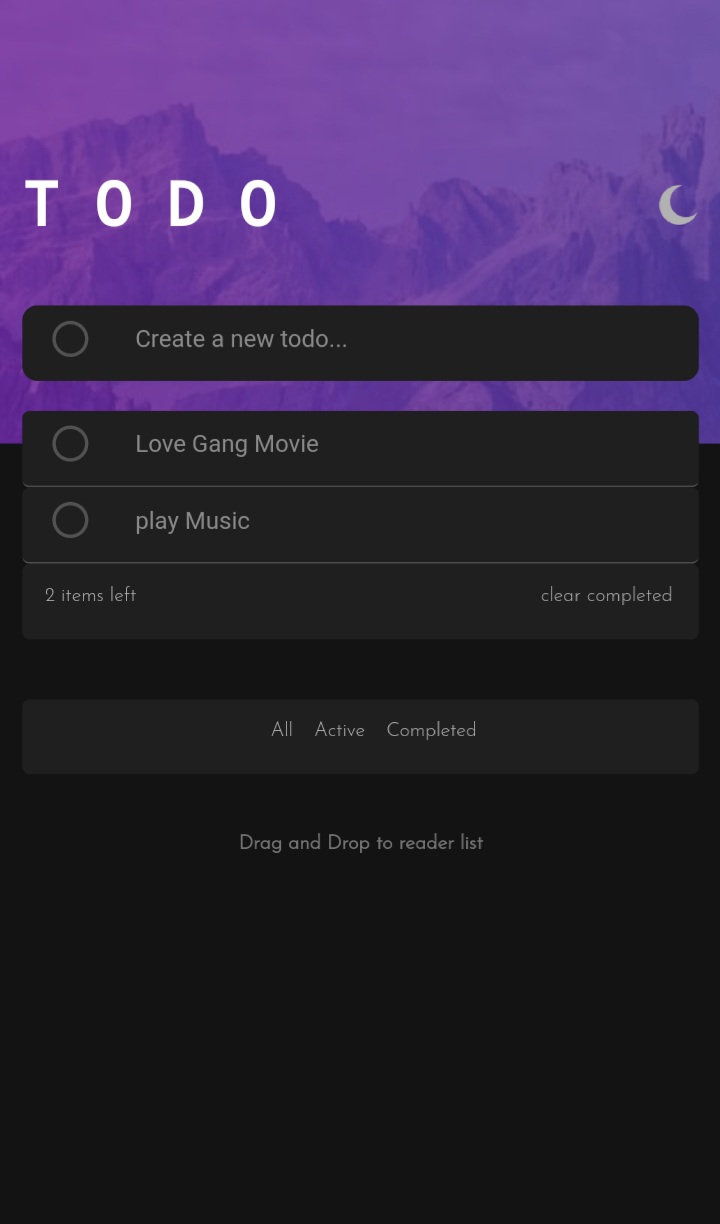 T O D O
Create a new todo...
Love Gang Movie
play Music
2 items left clear completed
All Active Completed
Drag and Drop to reader list